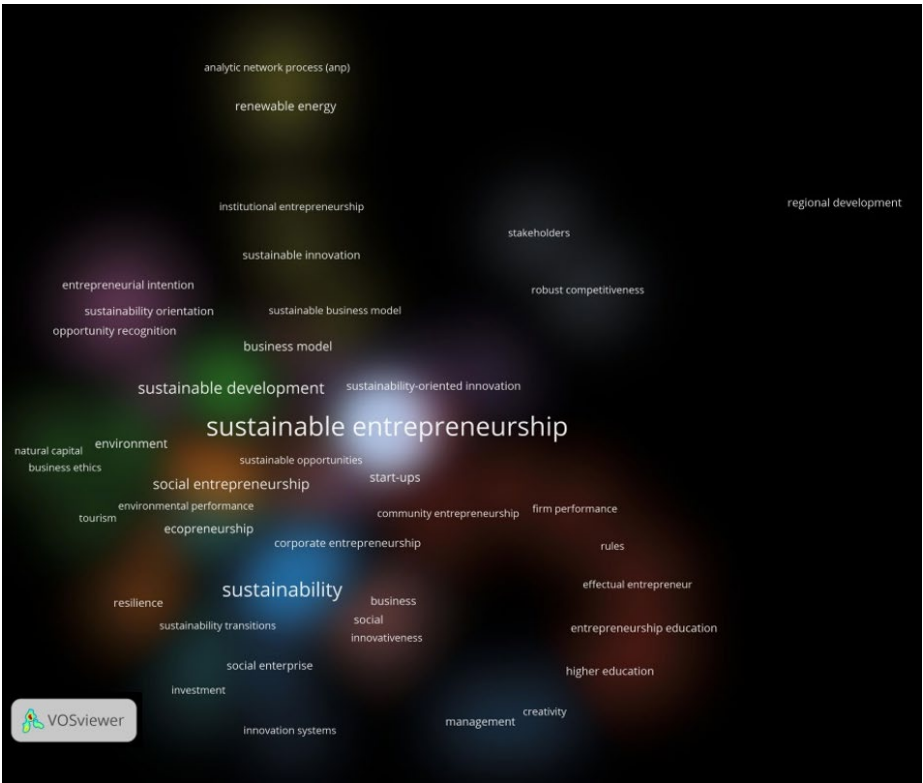 analytic network process (anp)
renewable energy
regional development
institutional entrepreneurship
stakeholders
sustainable innovation
entrepreneurial intention
robust competitiveness
sustainability orientation
sustainable business model
opportunity recognition
business model
sustainable development
sustainability-oriented innovation
sustainable entrepreneurship
environment
natural capital
sustainable opportunities
business ethics
start-ups
social entrepreneurship
environmental performance
firm performance
community entrepreneurship
tourism
ecopreneurship
corporate entrepreneurship
rules
effectual entrepreneur
sustainability
business
resilience
social
sustainability transitions
entrepreneurship education
innovativeness
social enterprise
higher education
investment
creativity
management
VOSviewer
innovation systems